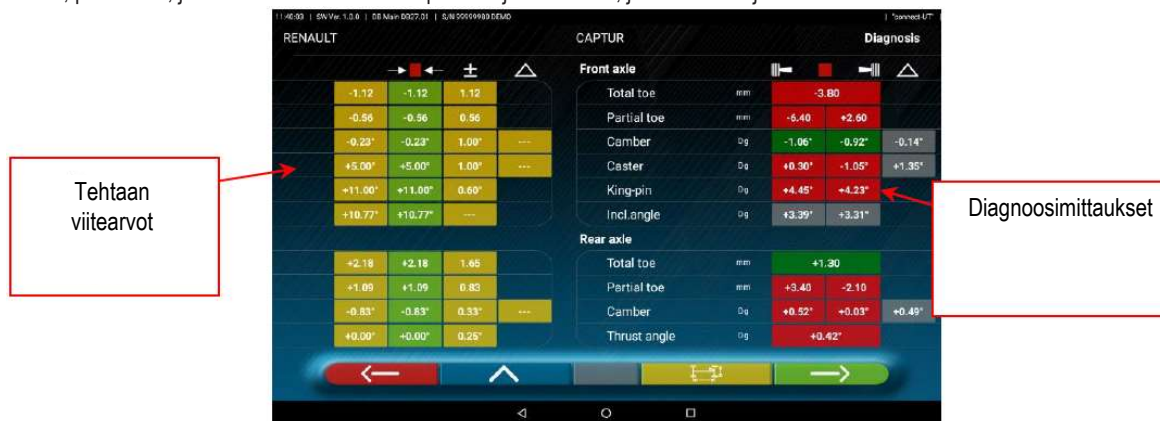 11:40:03 | SW Ver. 1.0.0 | DB Main DB27.01 | S/N 99999980 DEMO | "connect-UT"
RENAULT CAPTUR Diagnosis
± Front axle
-1.12 -1.12 1.12 Total toe mm -3.80
-0.56 -0.56 0.56 Partial toe mm -6.40 +2.60
-0.23° -0.23° 1.00° --- Camber Dg -1.06° -0.92° -0.14°
+5.00° +5.00° 1.00° --- Caster Dg +0.30° -1.05° +1.35°
+11.00° +11.00° 0.60° King-pin Dg +4.45° +4.23°
+10.77° +10.77° --- Incl.angle Dg +3.39° +3.31°
Rear axle
+2.18 +2.18 1.65 Total toe mm +1.30
+1.09 +1.09 0.83 Partial toe mm +3.40 -2.10
-0.83° -0.83° 0.33° --- Camber Dg +0.52° +0.03° +0.49°
+0.00° +0.00° 0.25° Thrust angle Dg +0.42°
Tehtaan
viitearvot
Diagnoosimittaukset